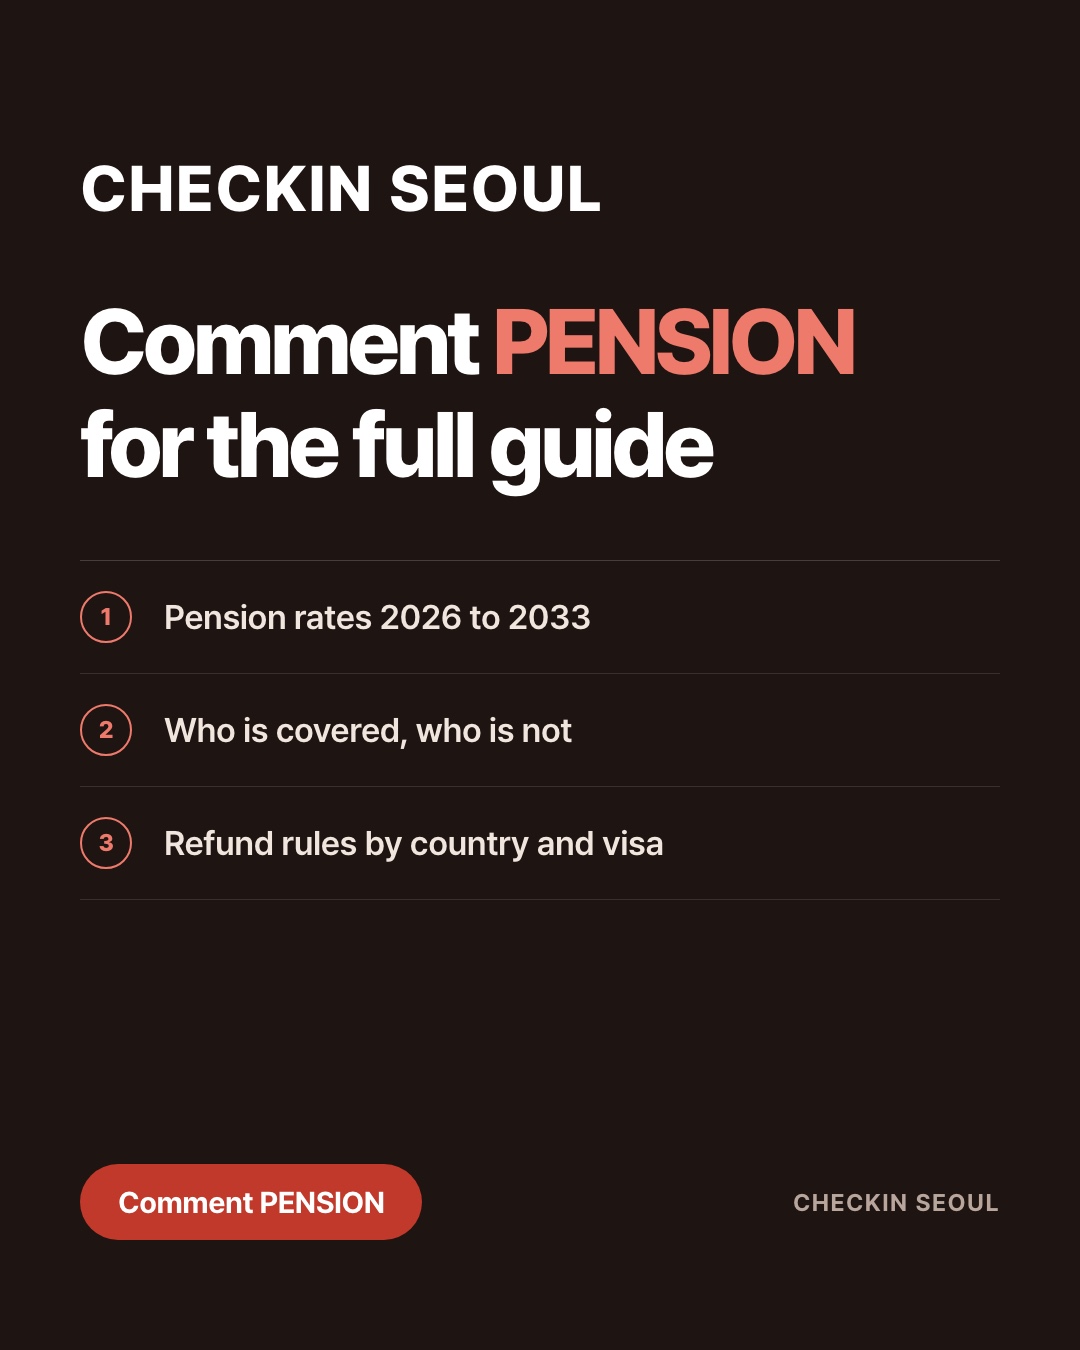 CHECKIN SEOUL
Comment PENSION
for the full guide
1 Pension rates 2026 to 2033
2 Who is covered, who is not
3 Refund rules by country and visa
Comment PENSION
CHECKIN SEOUL